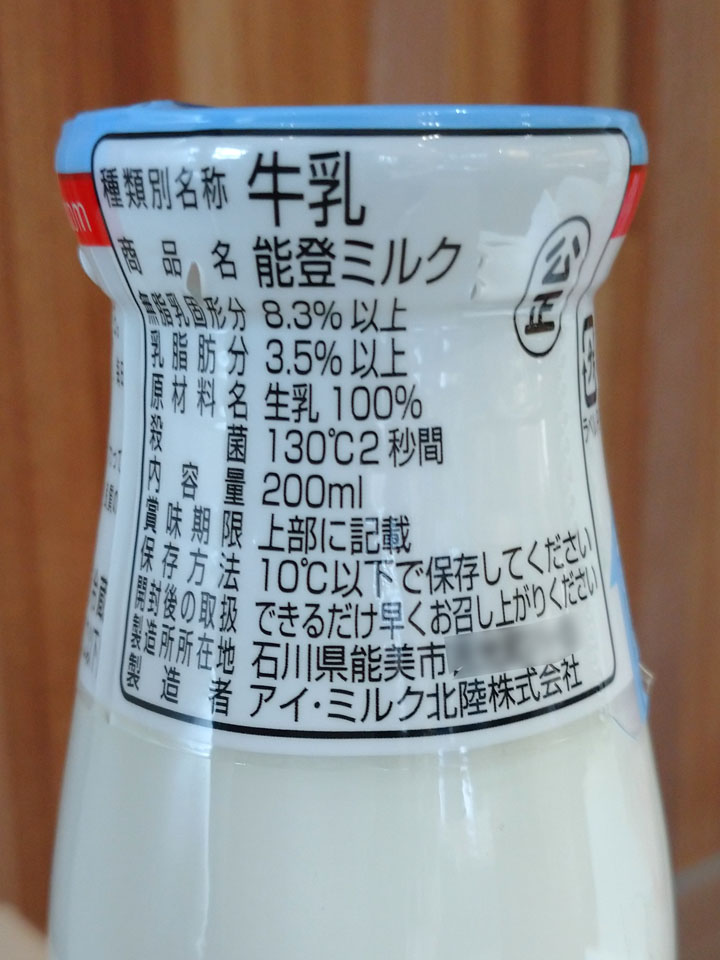 種類別名称 牛乳
商品名 能登ミルク
無脂乳固形分 8.3%以上
乳脂肪分 3.5%以上
原材料名 生乳100%
殺菌 130℃2秒間
内容量 200ml
賞味期限 上部に記載
保存方法 10℃以下で保存してください
開封後の取扱 できるだけ早くお召し上がりください
製造所所在地 石川県能美市
製造者 アイ・ミルク北陸株式会社
公正